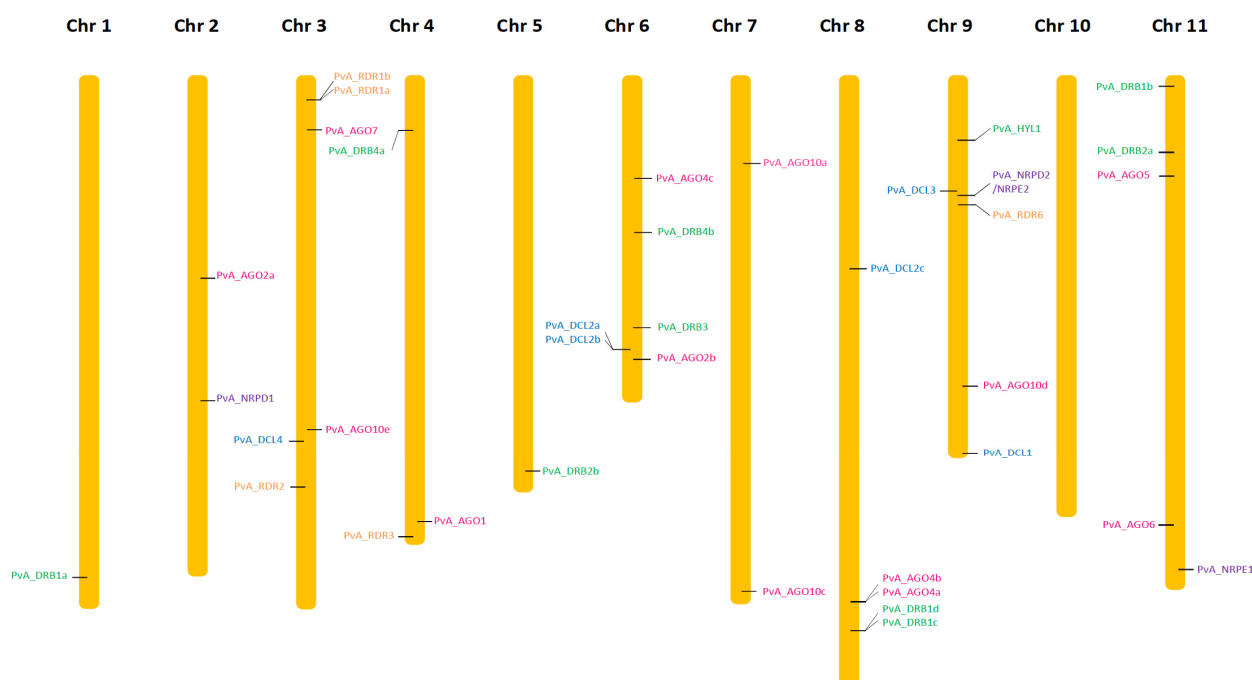 Chr 1
Chr 2
Chr 3
Chr 4
Chr 5
Chr 6
Chr 7
Chr 8
Chr 9
Chr 10
Chr 11
PvA_DRB1a
PvA_AGO2a
PvA_NRPD1
PvA_RDR1b
PvA_RDR1a
PvA_AGO7
PvA_AGO10e
PvA_DCL4
PvA_RDR2
PvA_DRB4a
PvA_AGO1
PvA_RDR3
PvA_DRB2b
PvA_AGO4c
PvA_DRB4b
PvA_DCL2a
PvA_DCL2b
PvA_DRB3
PvA_AGO2b
PvA_AGO10a
PvA_AGO10c
PvA_DCL2c
PvA_AGO4b
PvA_AGO4a
PvA_DRB1d
PvA_DRB1c
PvA_HYL1
PvA_DCL3
PvA_NRPD2
/NRPE2
PvA_RDR6
PvA_AGO10d
PvA_DCL1
PvA_DRB1b
PvA_DRB2a
PvA_AGO5
PvA_AGO6
PvA_NRPE1